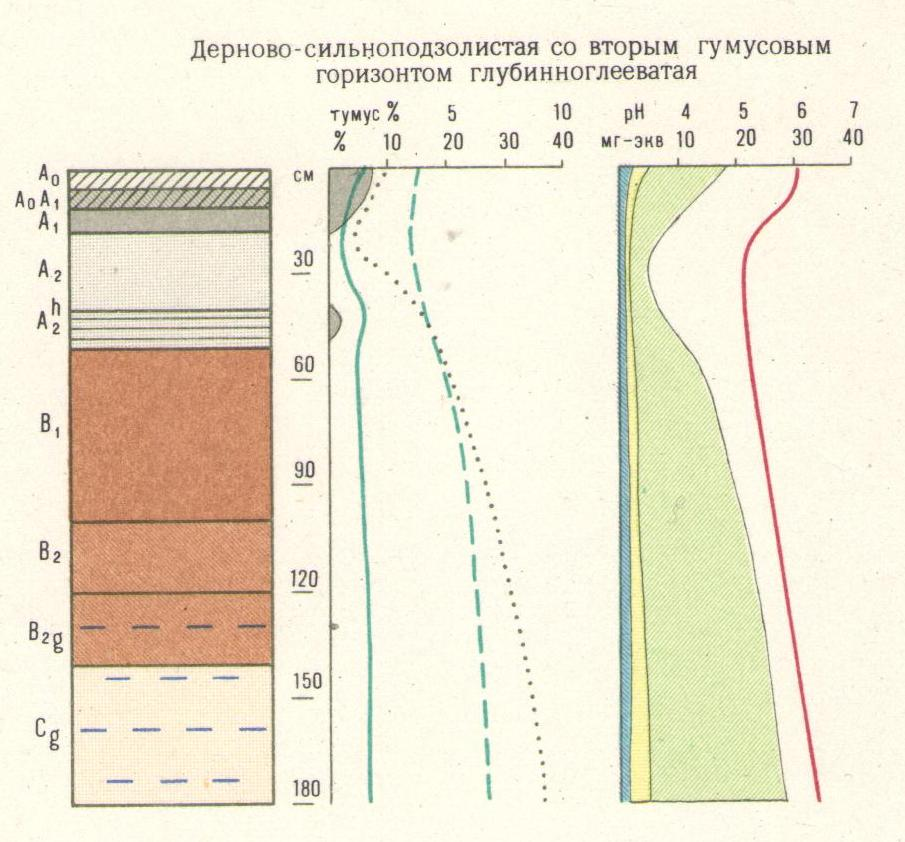 Дерново-сильноподзолистая со вторым гумусовым
горизонтом глубинноглееватая
гумус % 5 10
% 10 20 30 40
pH 4 5 6 7
мг-экв 10 20 30 40
см
30
60
90
120
150
180
A₀
A₀A₁
A₁
A₂
A₂ʰ
B₁
B₂
B₂g
Cg